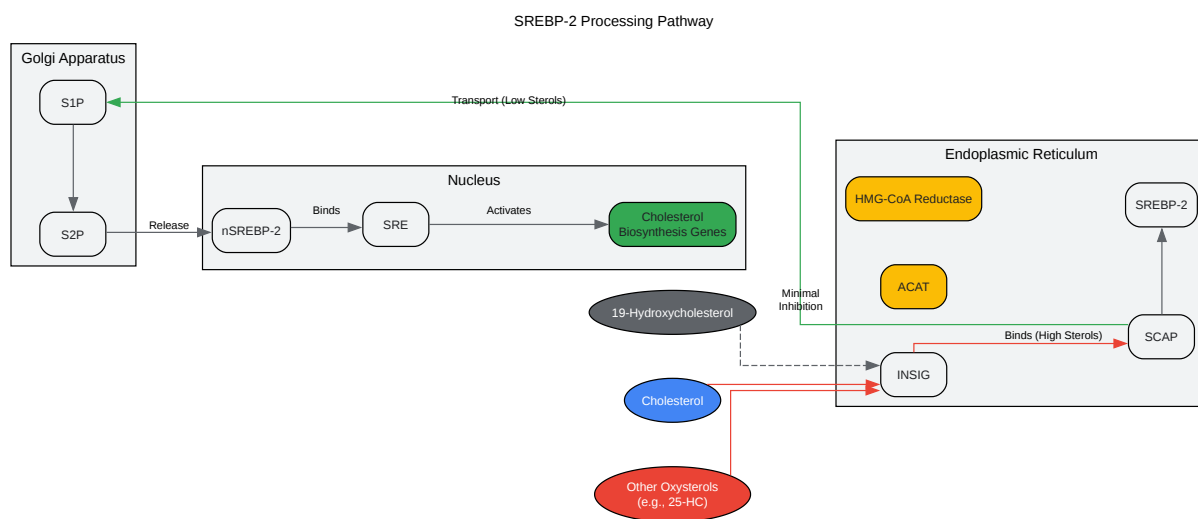 SREBP-2 Processing Pathway
Golgi Apparatus
S1P
S2P
Release
Transport (Low Sterols)
Nucleus
nSREBP-2
Binds
SRE
Activates
Cholesterol
Biosynthesis Genes
Endoplasmic Reticulum
HMG-CoA Reductase
SREBP-2
ACAT
SCAP
Binds (High Sterols)
INSIG
Minimal
Inhibition
19-Hydroxycholesterol
Cholesterol
Other Oxysterols
(e.g., 25-HC)